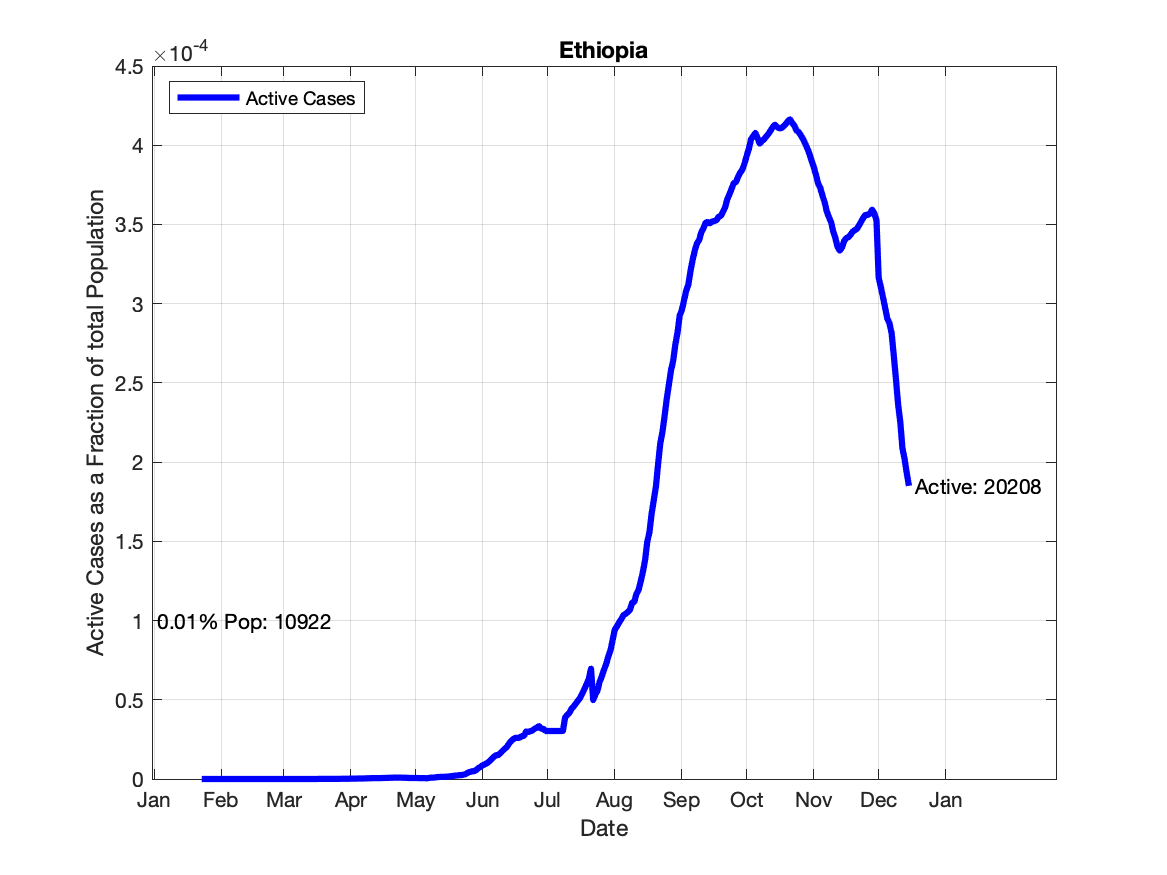 Ethiopia
×10-4
4.5
4
3.5
3
2.5
2
1.5
1
0.5
0
Active Cases
Active Cases as a Fraction of total Population
0.01% Pop: 10922
Active: 20208
Jan Feb Mar Apr May Jun Jul Aug Sep Oct Nov Dec Jan
Date